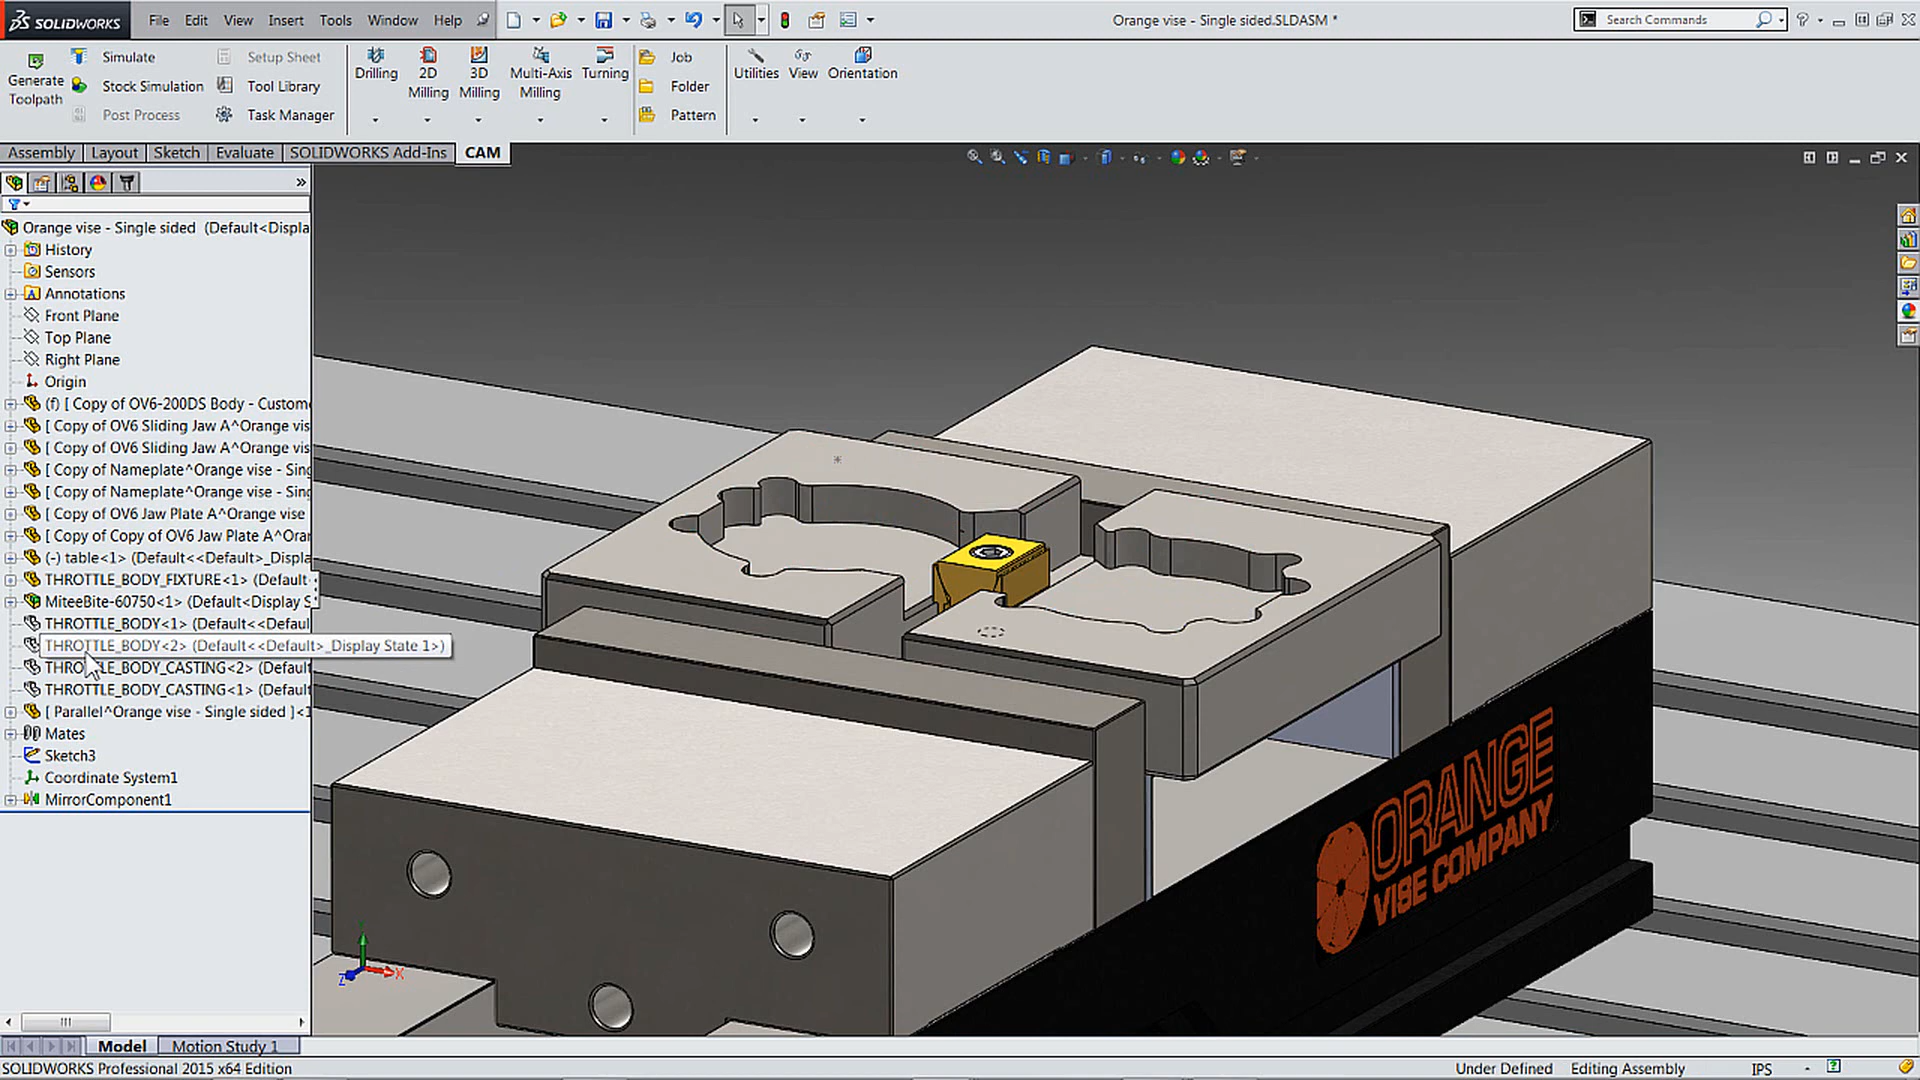 SOLIDWORKS
File Edit View Insert Tools Window Help
Orange vise - Single sided.SLDASM *
Search Commands
Generate Toolpath
Simulate
Stock Simulation
Post Process
Setup Sheet
Tool Library
Task Manager
Drilling
2D Milling
3D Milling
Multi-Axis Milling
Turning
Job
Folder
Pattern
Utilities
View
Orientation
Assembly Layout Sketch Evaluate SOLIDWORKS Add-Ins CAM
Orange vise - Single sided (Default<Displa
History
Sensors
Annotations
Front Plane
Top Plane
Right Plane
Origin
(f) [ Copy of OV6-200DS Body - Custome
[ Copy of OV6 Sliding Jaw A^Orange vis
[ Copy of OV6 Sliding Jaw A^Orange vis
[ Copy of Nameplate^Orange vise - Sing
[ Copy of Nameplate^Orange vise - Sing
[ Copy of OV6 Jaw Plate A^Orange vise
[ Copy of Copy of OV6 Jaw Plate A^Oran
(-) table<1> (Default<<Default>_Displa
THROTTLE_BODY_FIXTURE<1> (Default
MiteeBite-60750<1> (Default<Display S
THROTTLE_BODY<1> (Default<<Defaul
THROTTLE_BODY<2> (Default<<Default>_Display State 1>)
THROTTLE_BODY_CASTING<2> (Defaul
THROTTLE_BODY_CASTING<1> (Defaul
[ Parallel^Orange vise - Single sided ]<1
Mates
Sketch3
Coordinate System1
MirrorComponent1
ORANGE
VISE COMPANY
X
Z
Model Motion Study 1
SOLIDWORKS Professional 2015 x64 Edition
Under Defined Editing Assembly IPS